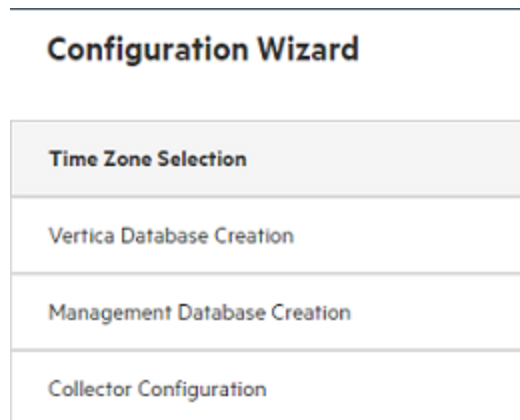 Configuration Wizard
Time Zone Selection
Vertica Database Creation
Management Database Creation
Collector Configuration